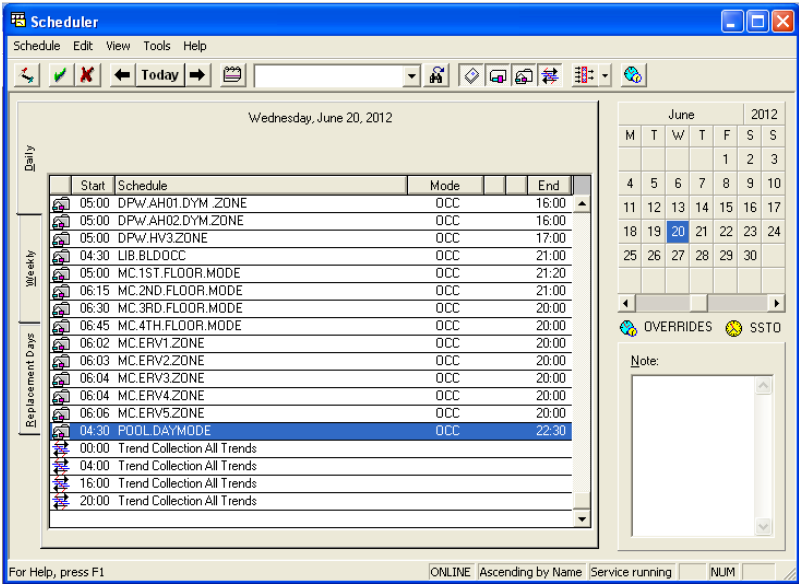 Scheduler
Schedule Edit View Tools Help
Today
Wednesday, June 20, 2012
Daily
Weekly
Replacement Days
Start Schedule Mode End
05:00 DPW.AH01.DYM .ZONE OCC 16:00
05:00 DPW.AH02.DYM.ZONE OCC 16:00
05:00 DPW.HV3.ZONE OCC 17:00
04:30 LIB.BLDOCC OCC 21:00
05:00 MC.1ST.FLOOR.MODE OCC 21:20
06:15 MC.2ND.FLOOR.MODE OCC 21:00
06:30 MC.3RD.FLOOR.MODE OCC 20:00
06:45 MC.4TH.FLOOR.MODE OCC 20:00
06:02 MC.ERV1.ZONE OCC 20:00
06:03 MC.ERV2.ZONE OCC 20:00
06:04 MC.ERV3.ZONE OCC 20:00
06:04 MC.ERV4.ZONE OCC 20:00
06:06 MC.ERV5.ZONE OCC 20:00
04:30 POOL.DAYMODE OCC 22:30
00:00 Trend Collection All Trends
04:00 Trend Collection All Trends
16:00 Trend Collection All Trends
20:00 Trend Collection All Trends
June 2012
M T W T F S S
1 2 3
4 5 6 7 8 9 10
11 12 13 14 15 16 17
18 19 20 21 22 23 24
25 26 27 28 29 30
OVERRIDES SSTO
Note:
For Help, press F1
ONLINE Ascending by Name Service running NUM